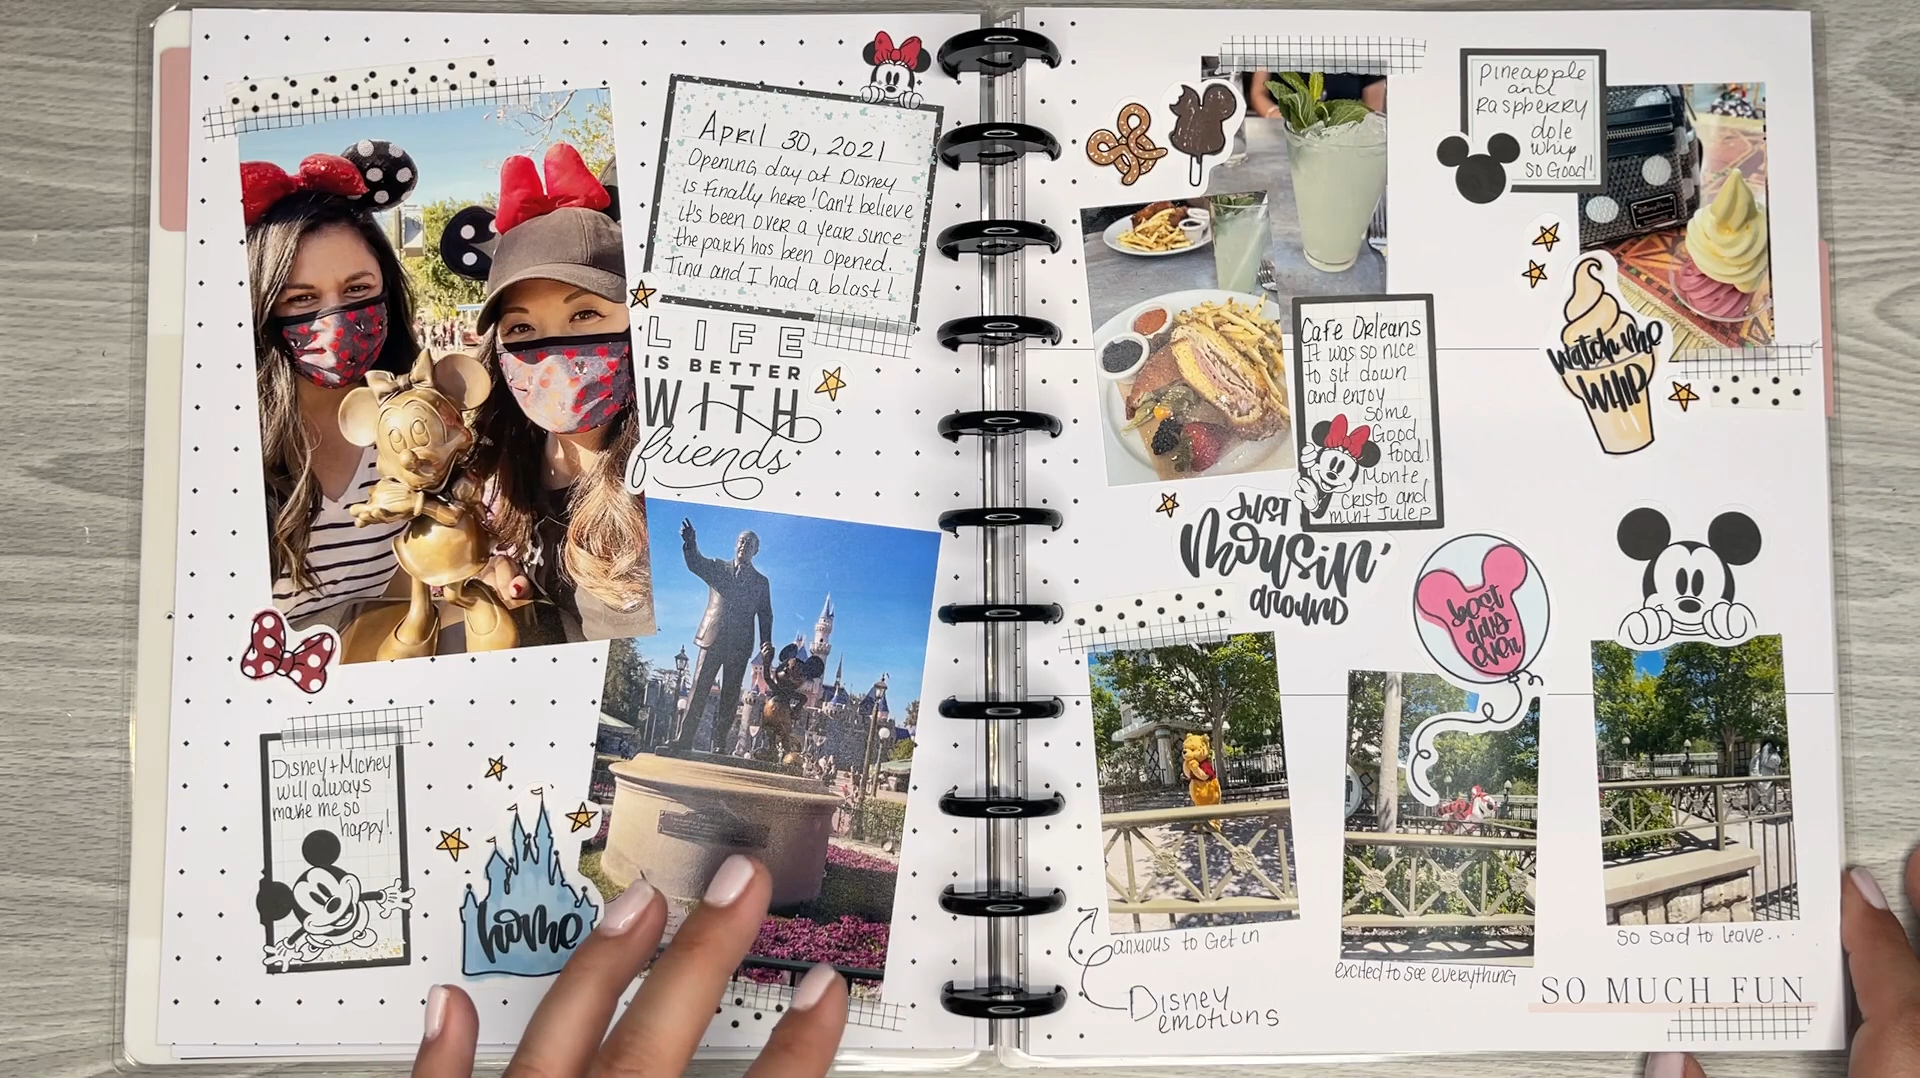 April 30, 2021
Opening day at Disney
is finally here! Can't believe
it's been over a year since
the park has been opened.
Tina and I had a blast!
LIFE
IS BETTER
WITH
friends
Disney + Mickey
will always
make me so
happy!
home
Pineapple
and
Raspberry
dole
whip
so Good!
watch me
WHIP
Cafe Orleans
It was so nice
to sit down
and enjoy
some
Good
food!
Monte
Cristo and
mint Julep
JUST
Mousin'
around
best
day
ever
anxious to Get in
excited to see everything
so sad to leave...
Disney
emotions
SO MUCH FUN